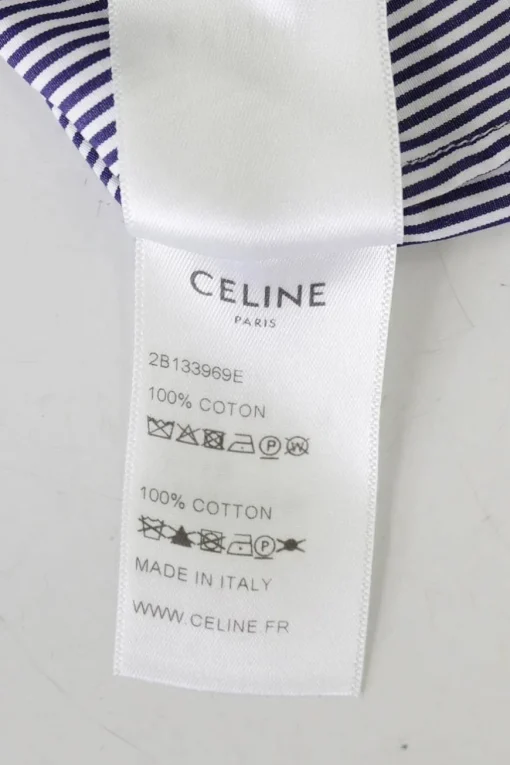 CELINE
PARIS
2B133969E
100% COTON
P W
100% COTTON
P
MADE IN ITALY
WWW.CELINE.FR